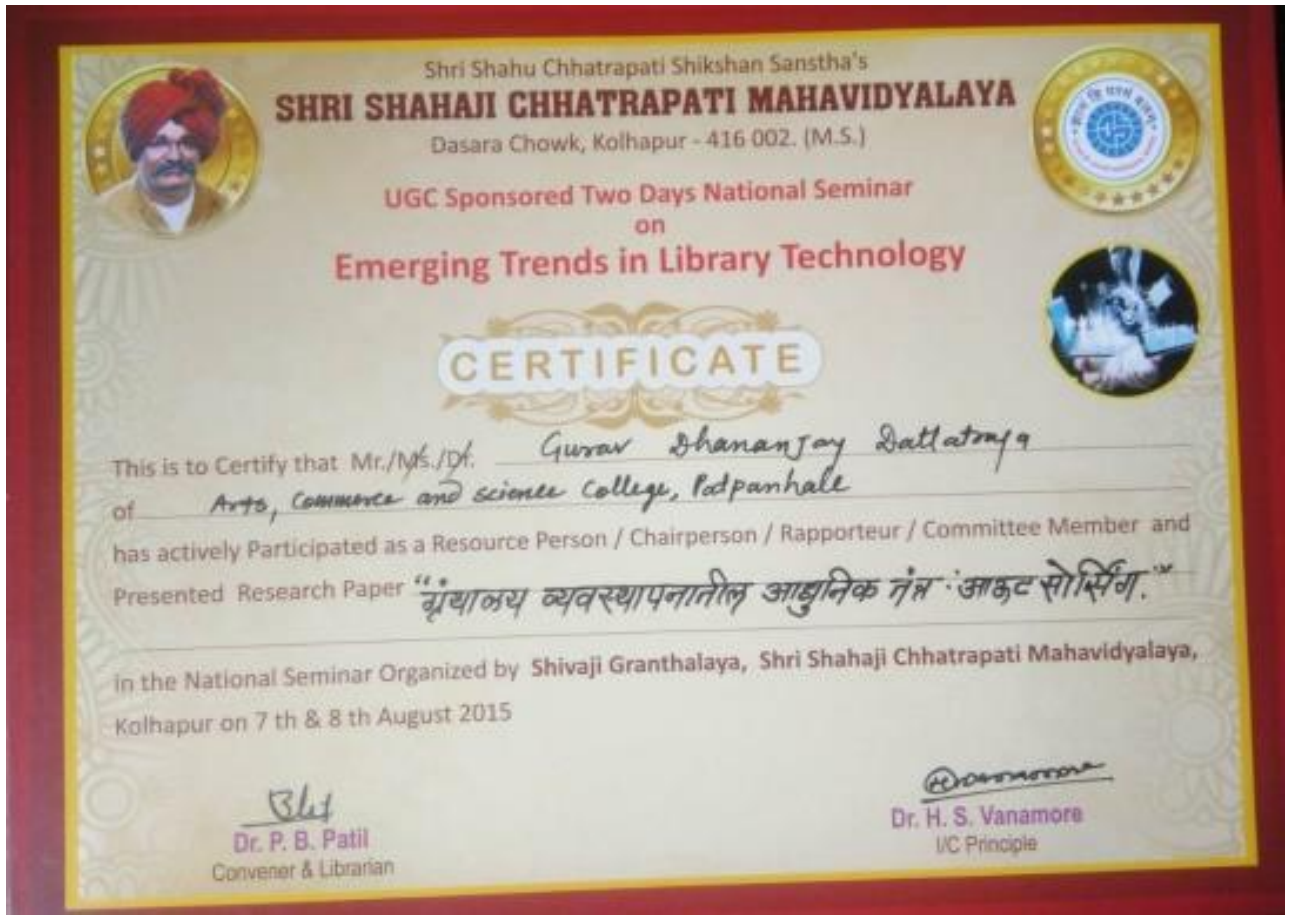 Shri Shahu Chhatrapati Shikshan Sanstha's
SHRI SHAHAJI CHHATRAPATI MAHAVIDYALAYA
Dasara Chowk, Kolhapur - 416 002. (M.S.)
UGC Sponsored Two Days National Seminar
on
Emerging Trends in Library Technology
CERTIFICATE
This is to Certify that Mr./Ms./Dr. Gurav Dhananjay Dattatraya
of Arts, Commerce and science College, Patpanhale
has actively Participated as a Resource Person / Chairperson / Rapporteur / Committee Member and
Presented Research Paper "ग्रंथालय व्यवस्थापनातील आधुनिक तंत्र : आऊट सोर्सिंग."
in the National Seminar Organized by Shivaji Granthalaya, Shri Shahaji Chhatrapati Mahavidyalaya,
Kolhapur on 7 th & 8 th August 2015
Dr. P. B. Patil
Convener & Librarian
Dr. H. S. Vanamore
I/C Principle